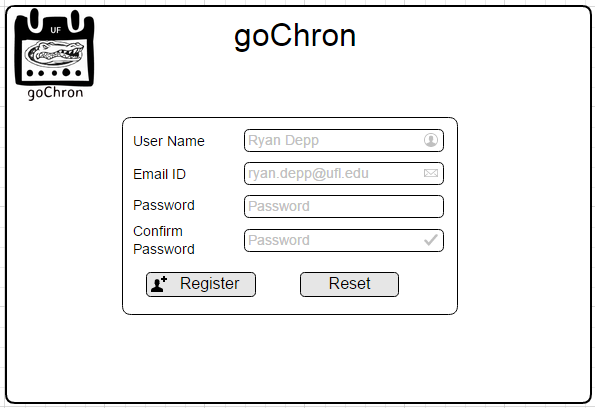 UF
goChron
goChron
User Name
Ryan Depp
Email ID
ryan.depp@ufl.edu
Password
Password
Confirm
Password
Password
Register
Reset